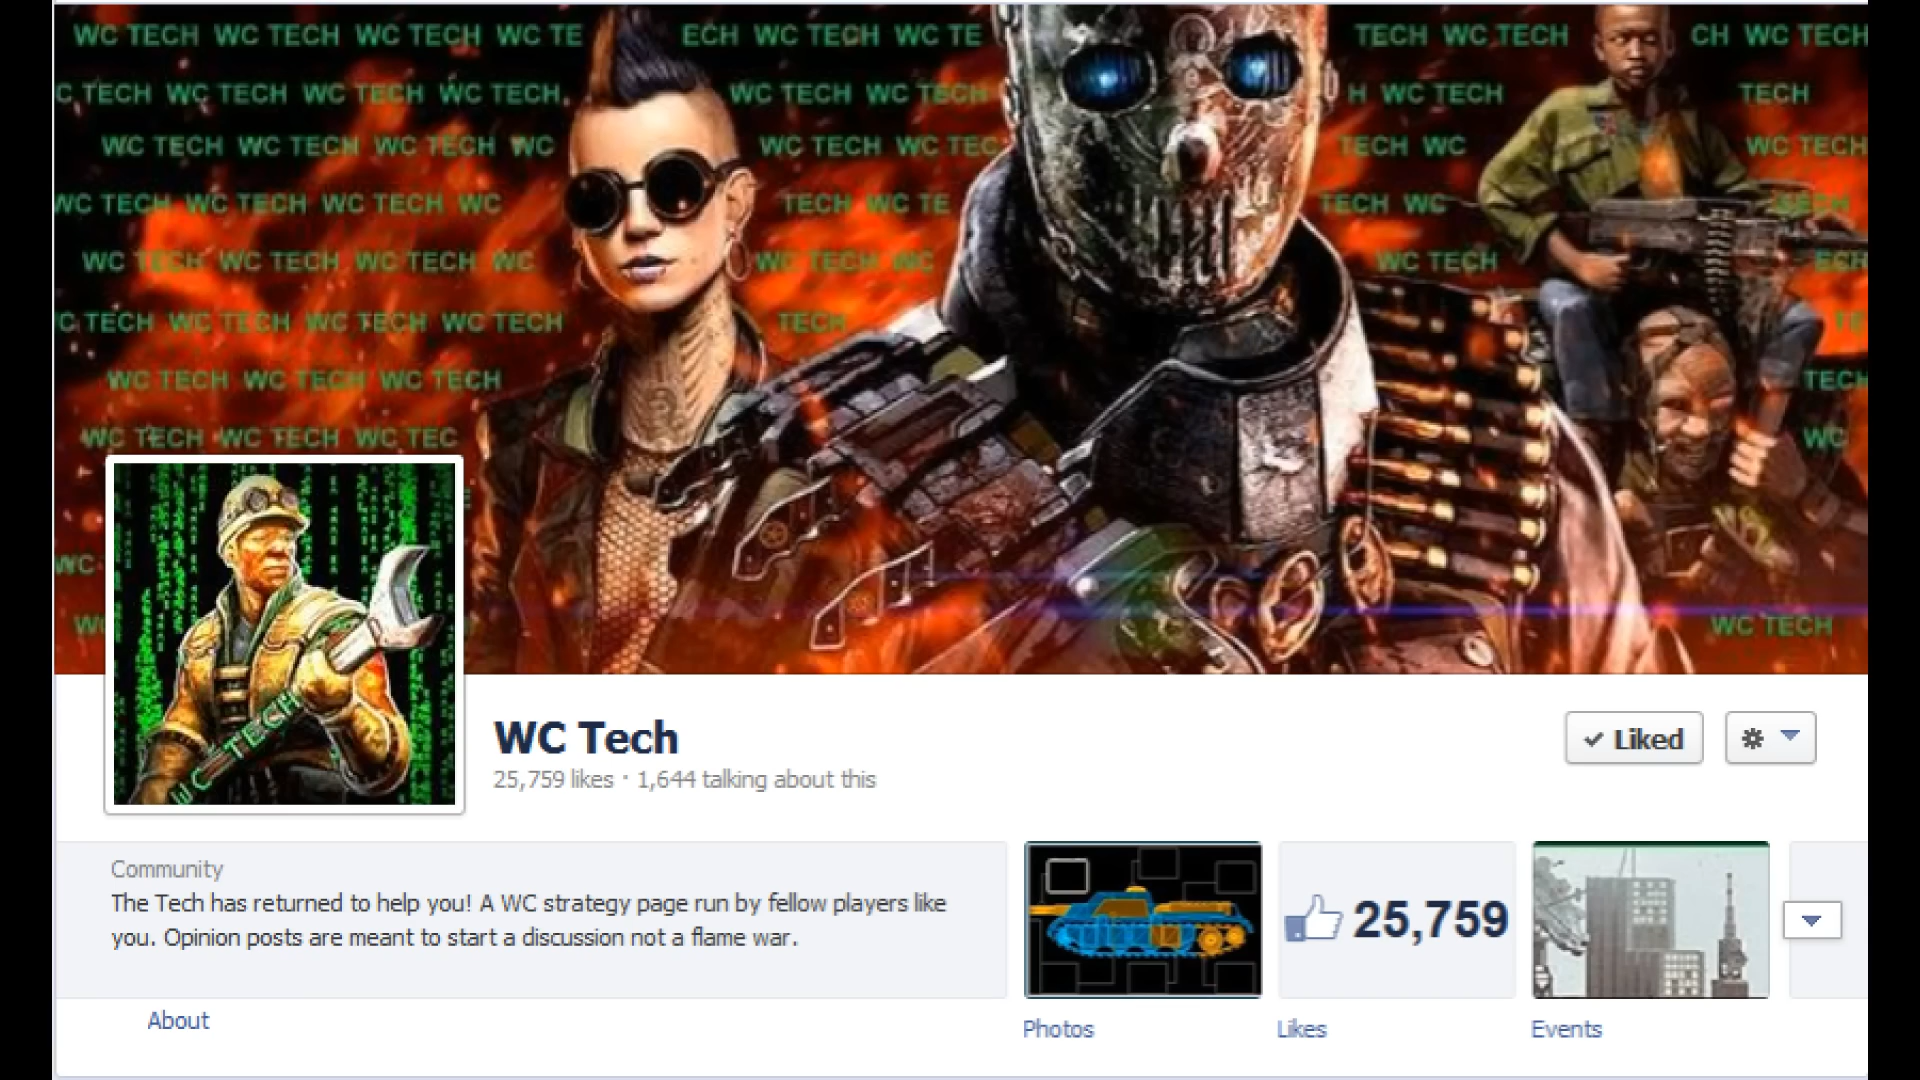 WC TECH WC TECH WC TECH WC TE ECH WC TECH WC TE TECH WC TECH CH WC TECH
C TECH WC TECH WC TECH WC TECH WC TECH WC TECH H WC TECH TECH
WC TECH WC TECH WC TECH WC WC TECH WC TEC TECH WC WC TECH
WC TECH WC TECH WC TECH WC TECH WC TE TECH WC TECH
WC TECH WC TECH WC TECH WC WC TECH WC WC TECH ECH
C TECH WC TECH WC TECH WC TECH TECH TE
WC TECH WC TECH WC TECH TECH
WC TECH WC TECH WC TEC WC
WC
WC TECH
WC TECH
WC Tech
25,759 likes · 1,644 talking about this
Liked
Community
The Tech has returned to help you! A WC strategy page run by fellow players like
you. Opinion posts are meant to start a discussion not a flame war.
25,759
About
Photos
Likes
Events